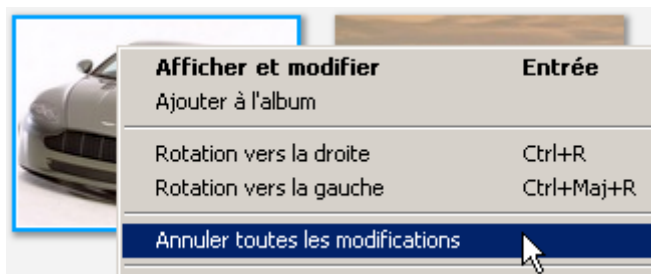 Afficher et modifier Entrée
Ajouter à l'album
Rotation vers la droite Ctrl+R
Rotation vers la gauche Ctrl+Maj+R
Annuler toutes les modifications